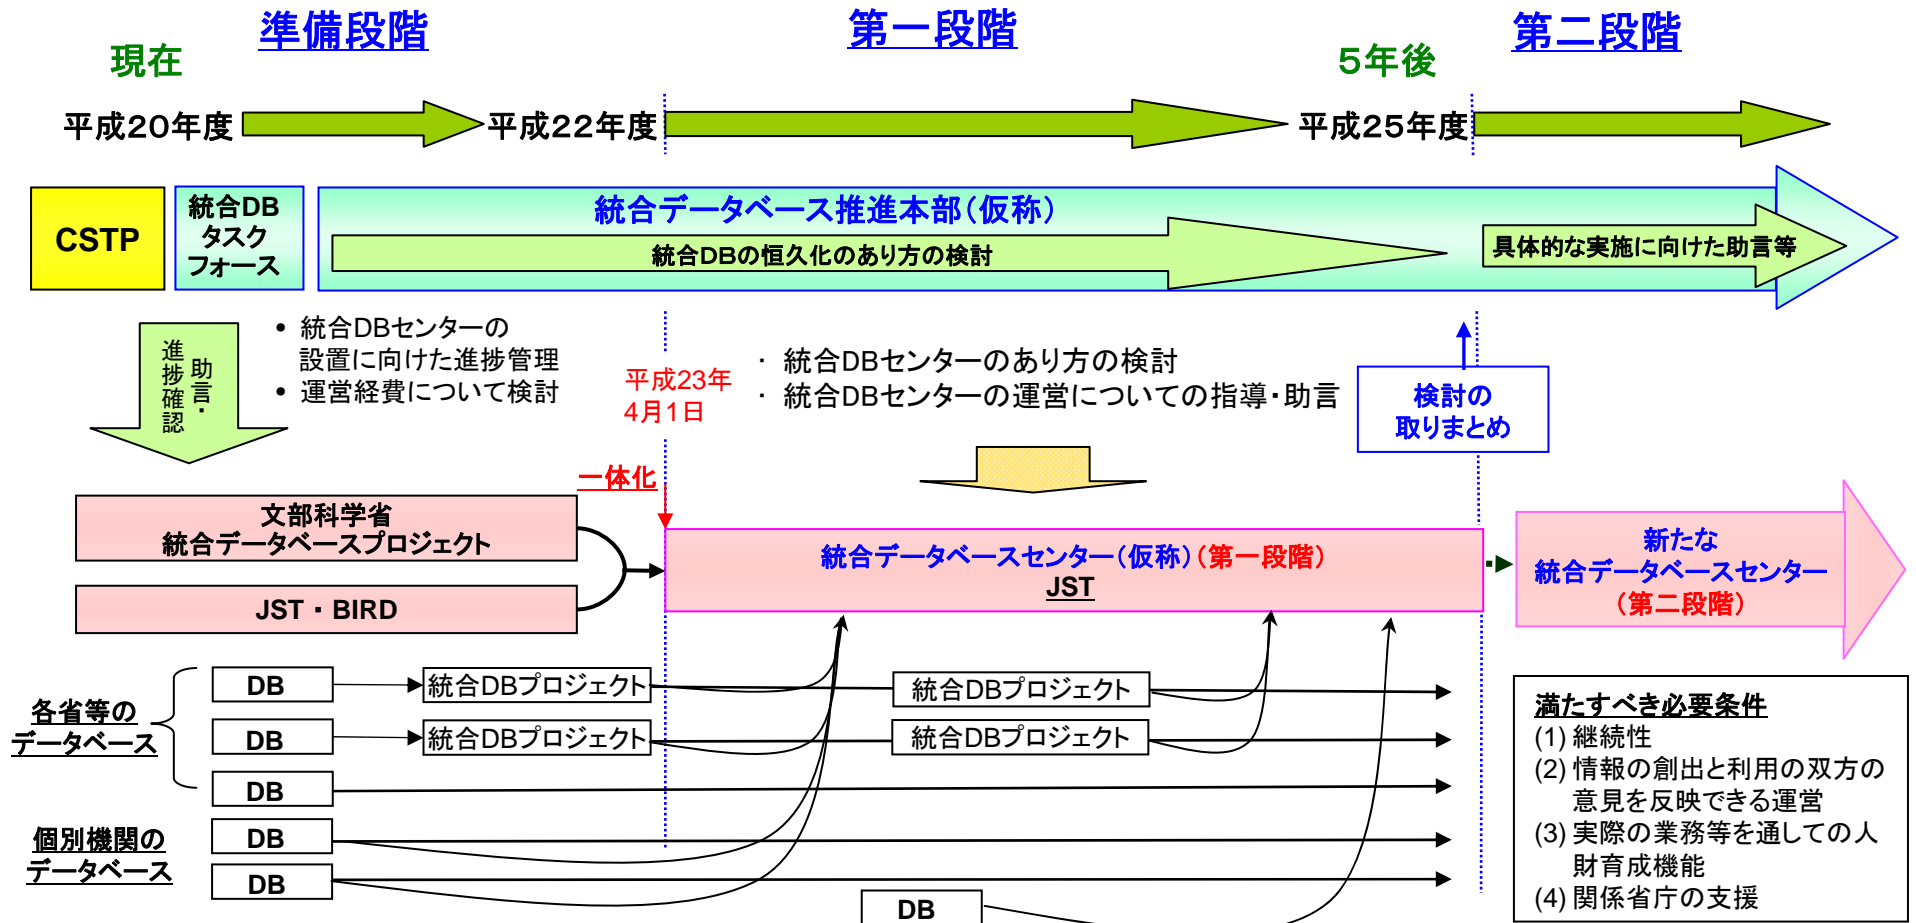 準備段階
第一段階
第二段階
現在
5年後
平成20年度
平成22年度
平成25年度
CSTP
統合DB
タスク
フォース
統合データベース推進本部（仮称）
統合DBの恒久化のあり方の検討
具体的な実施に向けた助言等
助言・
進捗確認
• 統合DBセンターの
設置に向けた進捗管理
• 運営経費について検討
平成23年
4月1日
・ 統合DBセンターのあり方の検討
・ 統合DBセンターの運営についての指導・助言
検討の
取りまとめ
一体化
文部科学省
統合データベースプロジェクト
JST・BIRD
統合データベースセンター（仮称）（第一段階）
JST
新たな
統合データベースセンター
（第二段階）
各省等の
データベース
DB
統合DBプロジェクト
統合DBプロジェクト
DB
統合DBプロジェクト
統合DBプロジェクト
DB
個別機関の
データベース
DB
DB
DB
満たすべき必要条件
(1) 継続性
(2) 情報の創出と利用の双方の
意見を反映できる運営
(3) 実際の業務等を通しての人
財育成機能
(4) 関係省庁の支援